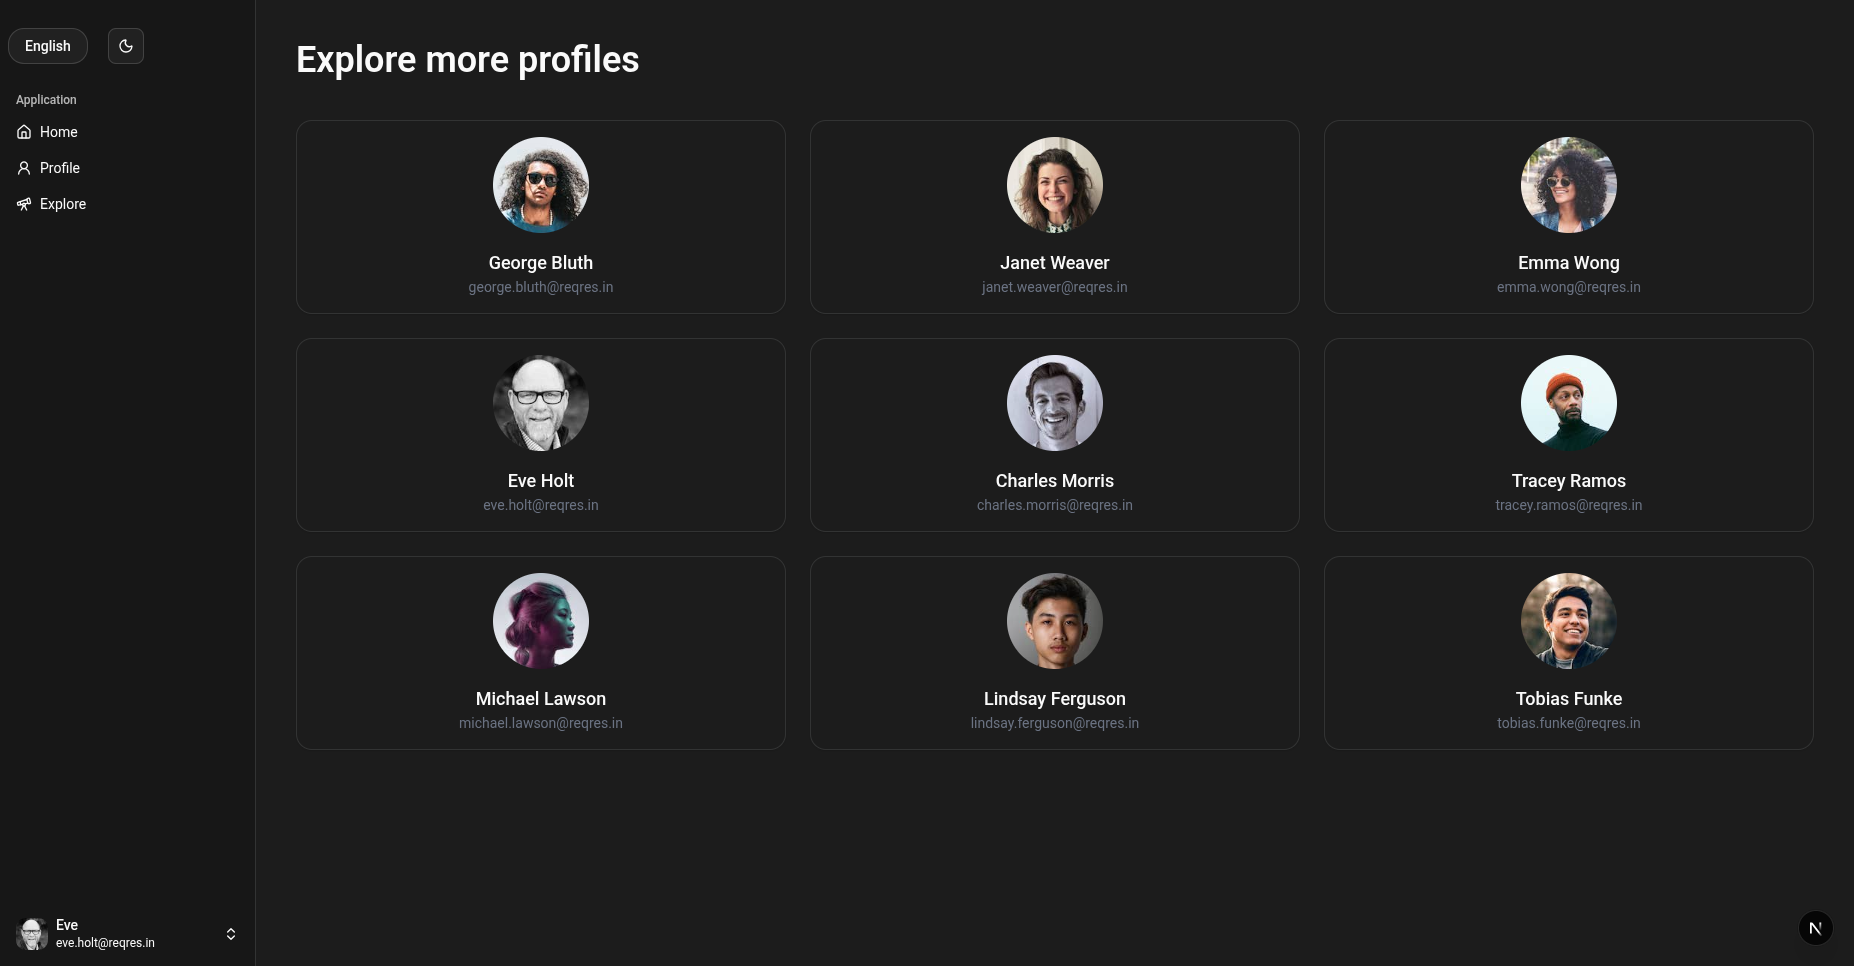 English
Application
Home
Profile
Explore
Explore more profiles
George Bluth
george.bluth@reqres.in
Janet Weaver
janet.weaver@reqres.in
Emma Wong
emma.wong@reqres.in
Eve Holt
eve.holt@reqres.in
Charles Morris
charles.morris@reqres.in
Tracey Ramos
tracey.ramos@reqres.in
Michael Lawson
michael.lawson@reqres.in
Lindsay Ferguson
lindsay.ferguson@reqres.in
Tobias Funke
tobias.funke@reqres.in
Eve
eve.holt@reqres.in
N